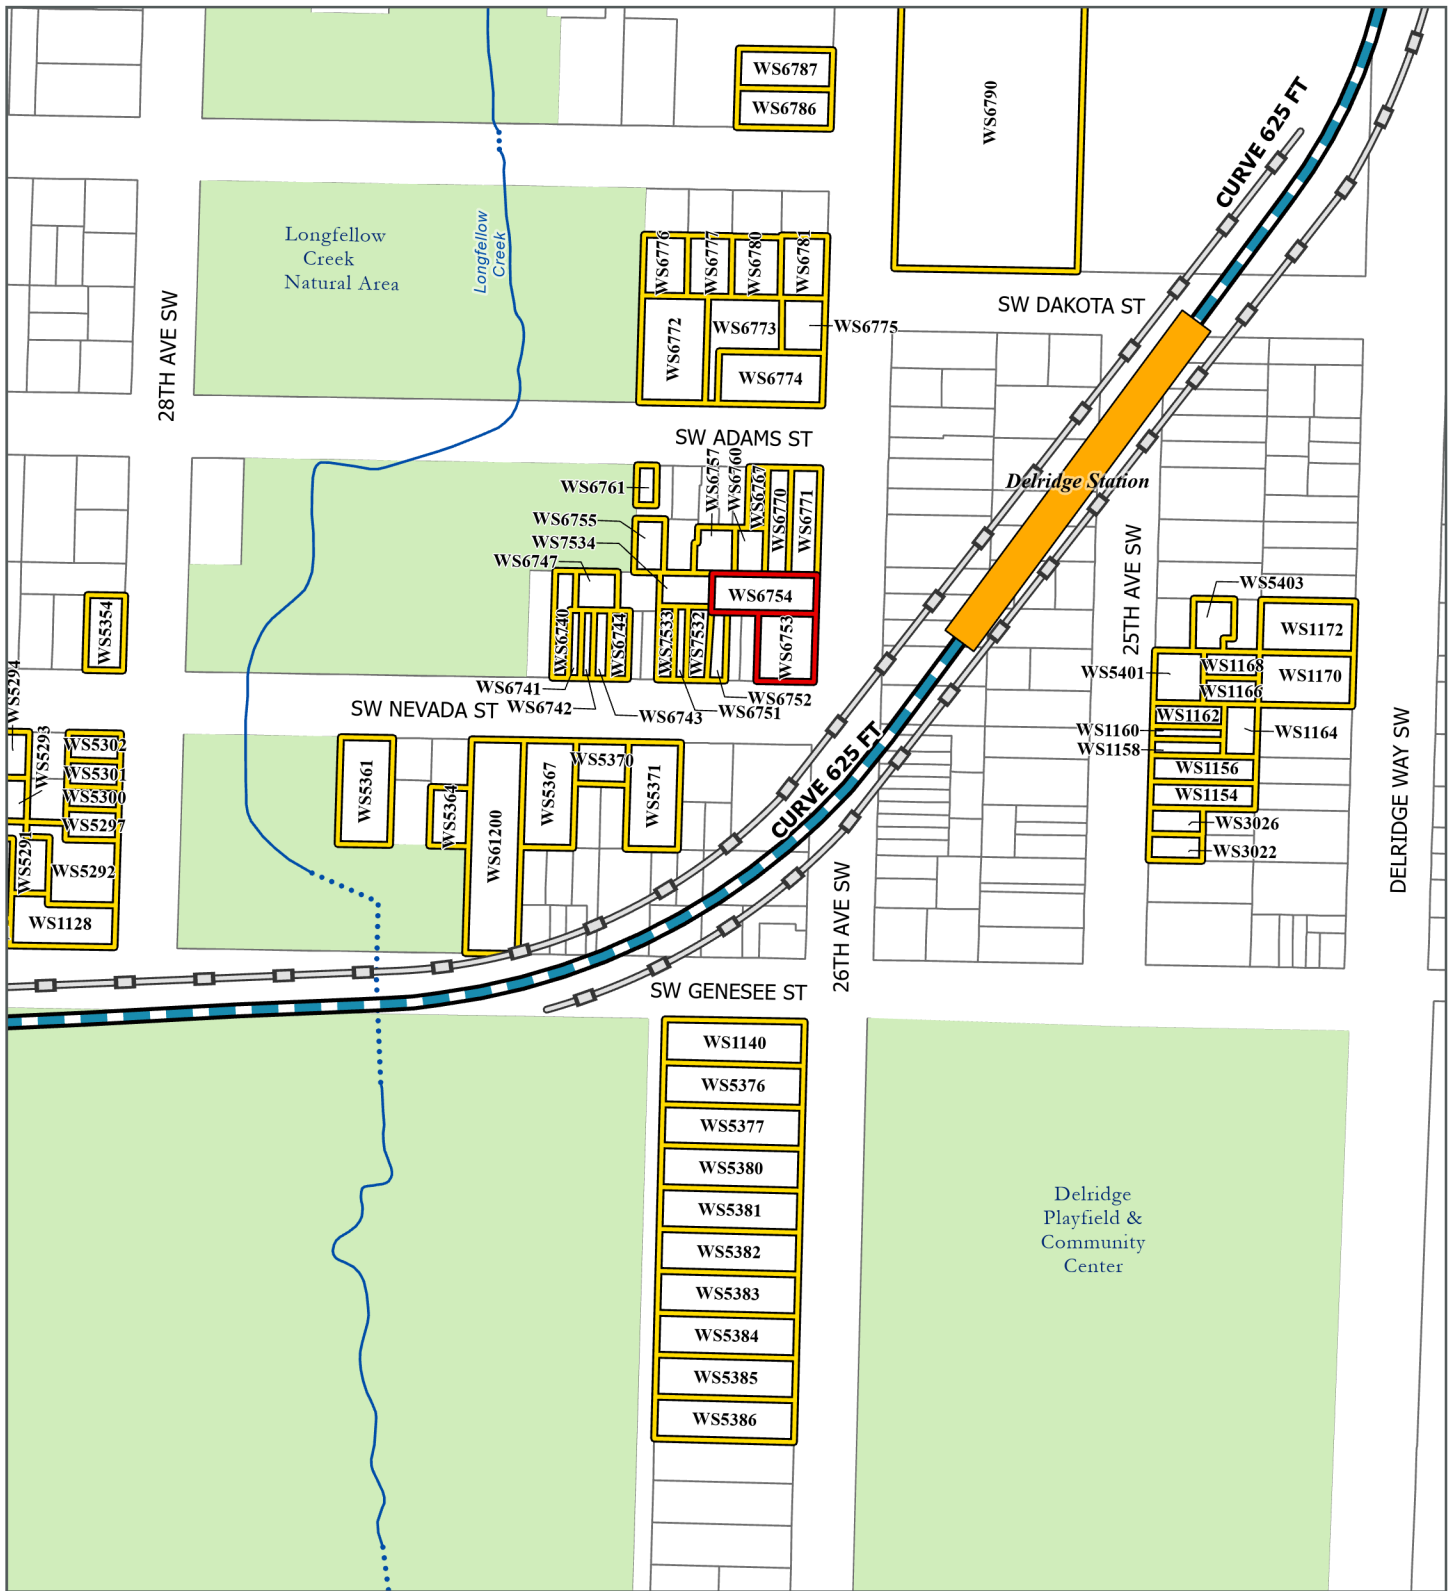 WS6787
WS6786
WS6790
CURVE 625 FT
Longfellow
Creek
Natural Area
Longfellow
Creek
WS6776
WS6777
WS6780
WS6781
WS6772
WS6773
WS6775
WS6774
28TH AVE SW
SW DAKOTA ST
SW ADAMS ST
WS6761
WS6757
WS6760
WS6767
WS6770
WS6771
WS6755
WS7534
WS6747
WS6754
WS6740
WS6744
WS7533
WS7532
WS6753
WS6741
WS6742
WS6743
WS6751
WS6752
Delridge Station
25TH AVE SW
WS5403
WS1172
WS5401
WS1168
WS1170
WS1166
WS1162
WS1160
WS1164
WS1158
WS1156
WS1154
WS3026
WS3022
DELRIDGE WAY SW
WS5354
WS5294
WS5293
WS5302
WS5301
WS5300
WS5297
WS5291
WS5292
WS1128
SW NEVADA ST
WS5361
WS5364
WS61200
WS5367
WS5370
WS5371
CURVE 625 FT
26TH AVE SW
SW GENESEE ST
WS1140
WS5376
WS5377
WS5380
WS5381
WS5382
WS5383
WS5384
WS5385
WS5386
Delridge
Playfield &
Community
Center